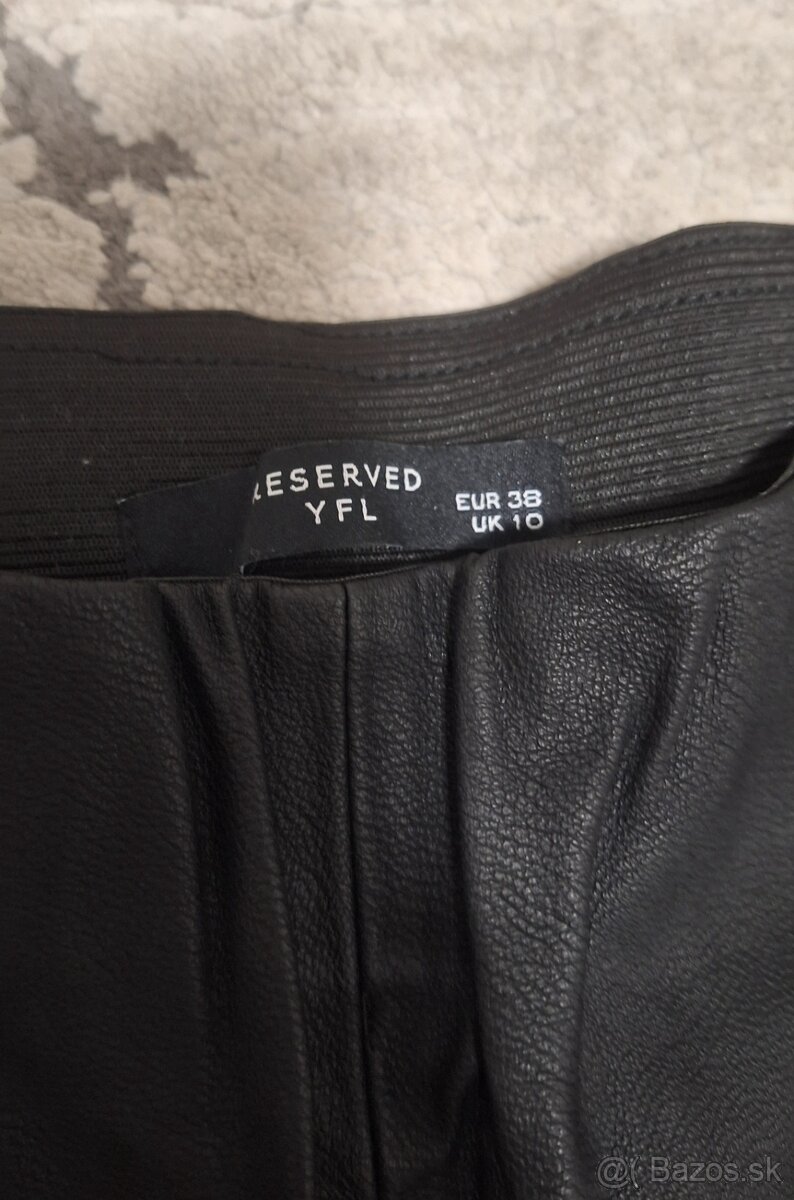 RESERVED
YFL
EUR 38
UK 10
@( Bazos.sk